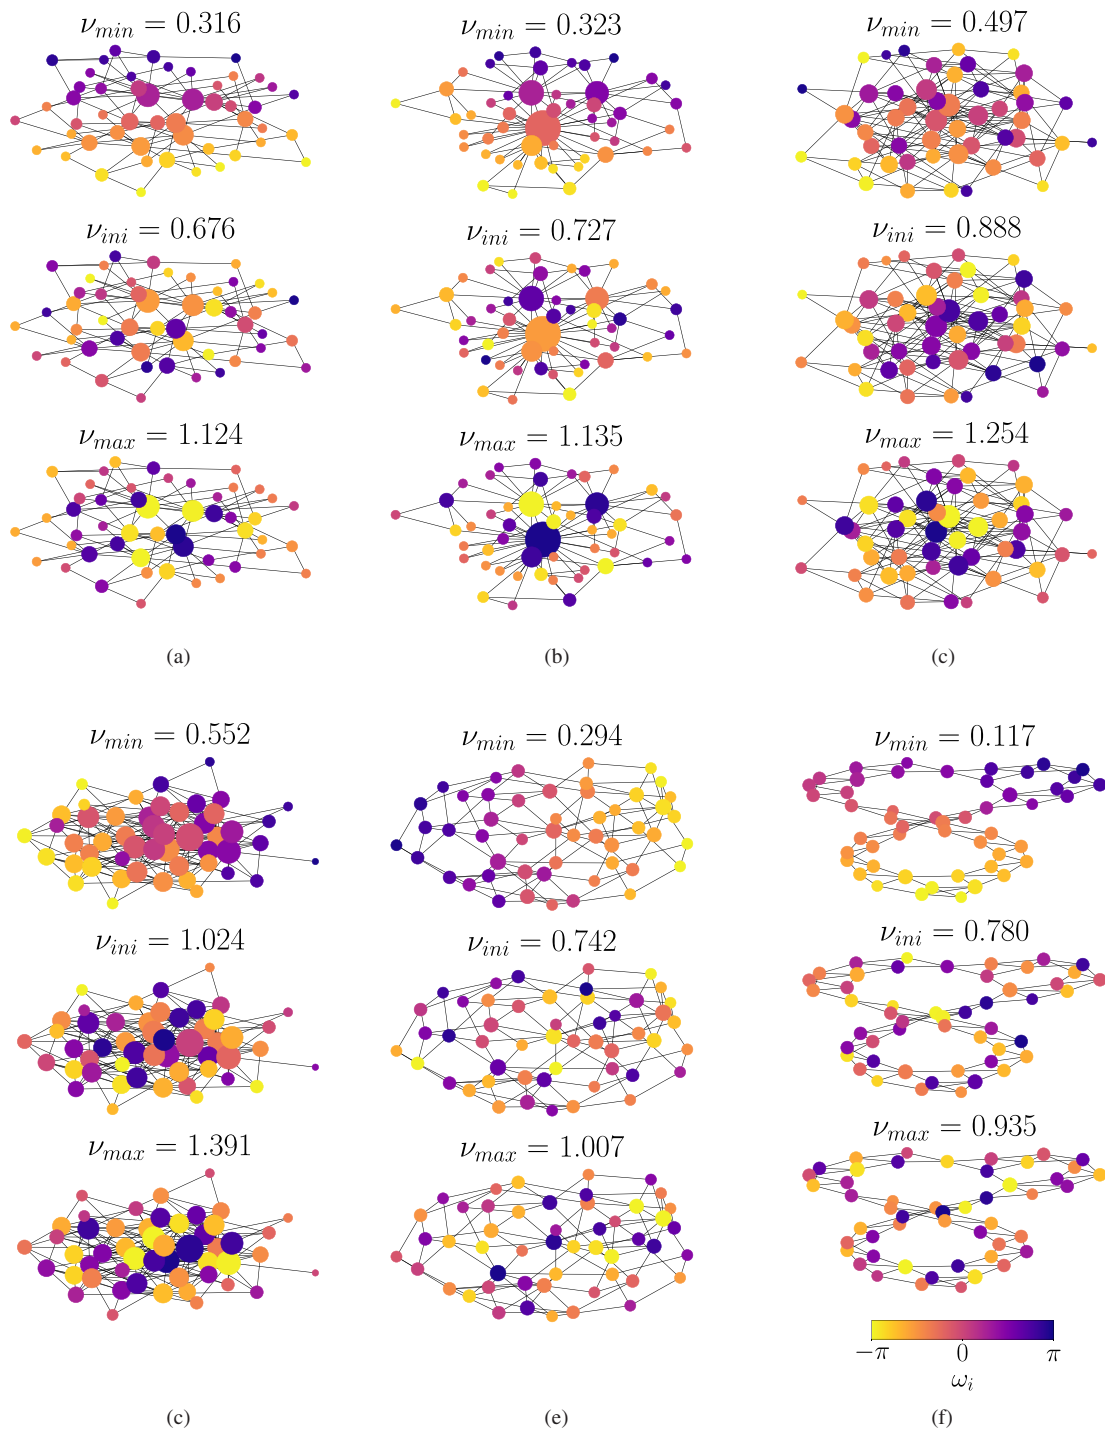 ν_min = 0.316
ν_min = 0.323
ν_min = 0.497
ν_ini = 0.676
ν_ini = 0.727
ν_ini = 0.888
ν_max = 1.124
ν_max = 1.135
ν_max = 1.254
(a)
(b)
(c)
ν_min = 0.552
ν_min = 0.294
ν_min = 0.117
ν_ini = 1.024
ν_ini = 0.742
ν_ini = 0.780
ν_max = 1.391
ν_max = 1.007
ν_max = 0.935
−π 0 π
ω_i
(c)
(e)
(f)